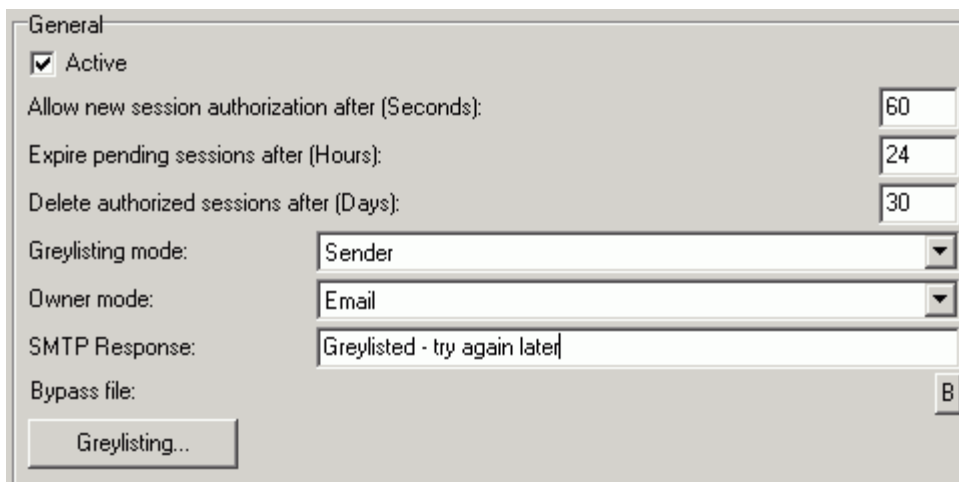 General
Active
Allow new session authorization after (Seconds): 60
Expire pending sessions after (Hours): 24
Delete authorized sessions after (Days): 30
Greylisting mode: Sender
Owner mode: Email
SMTP Response: Greylisted - try again later
Bypass file: B
Greylisting...